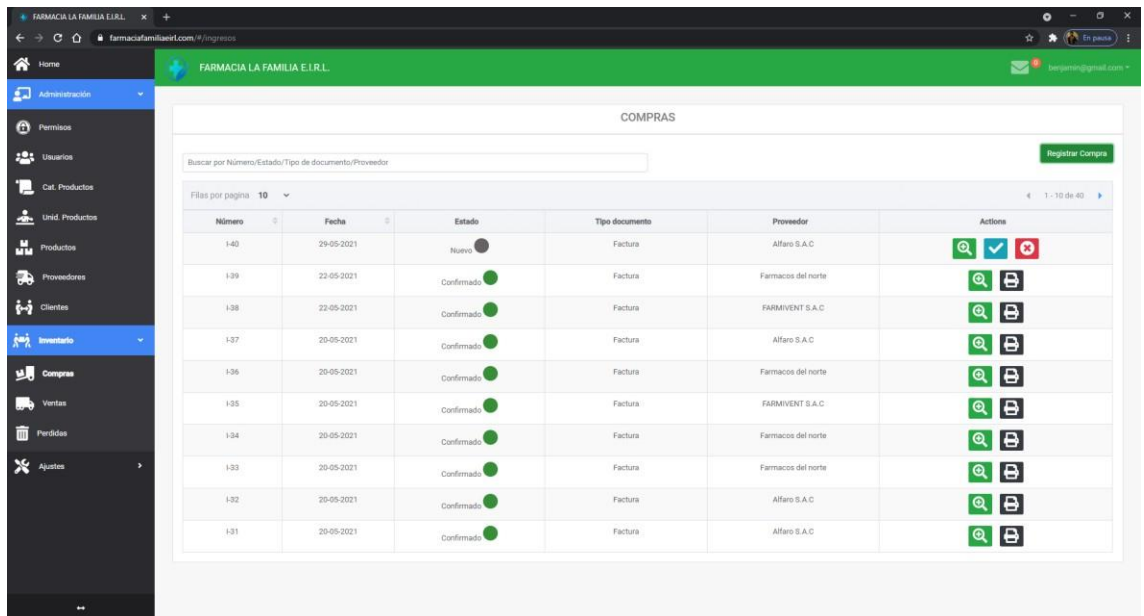 FARMACIA LA FAMILIA E.I.R.L.
farmaciafamiliaeirl.com/#/ingresos
En pausa
Home
FARMACIA LA FAMILIA E.I.R.L.
benjamin@gmail.com
Administración
Permisos
Usuarios
Cat. Productos
Unid. Productos
Productos
Proveedores
Clientes
Inventario
Compras
Ventas
Perdidas
Ajustes
COMPRAS
Buscar por Número/Estado/Tipo de documento/Proveedor
Registrar Compra
Filas por pagina 10 1 - 10 de 40
Número Fecha Estado Tipo documento Proveedor Actions
I-40 29-05-2021 Nuevo Factura Alfaro S.A.C
I-39 22-05-2021 Confirmado Factura Farmacos del norte
I-38 22-05-2021 Confirmado Factura FARMIVENT S.A.C
I-37 20-05-2021 Confirmado Factura Alfaro S.A.C
I-36 20-05-2021 Confirmado Factura Farmacos del norte
I-35 20-05-2021 Confirmado Factura FARMIVENT S.A.C
I-34 20-05-2021 Confirmado Factura Farmacos del norte
I-33 20-05-2021 Confirmado Factura Farmacos del norte
I-32 20-05-2021 Confirmado Factura Alfaro S.A.C
I-31 20-05-2021 Confirmado Factura Alfaro S.A.C